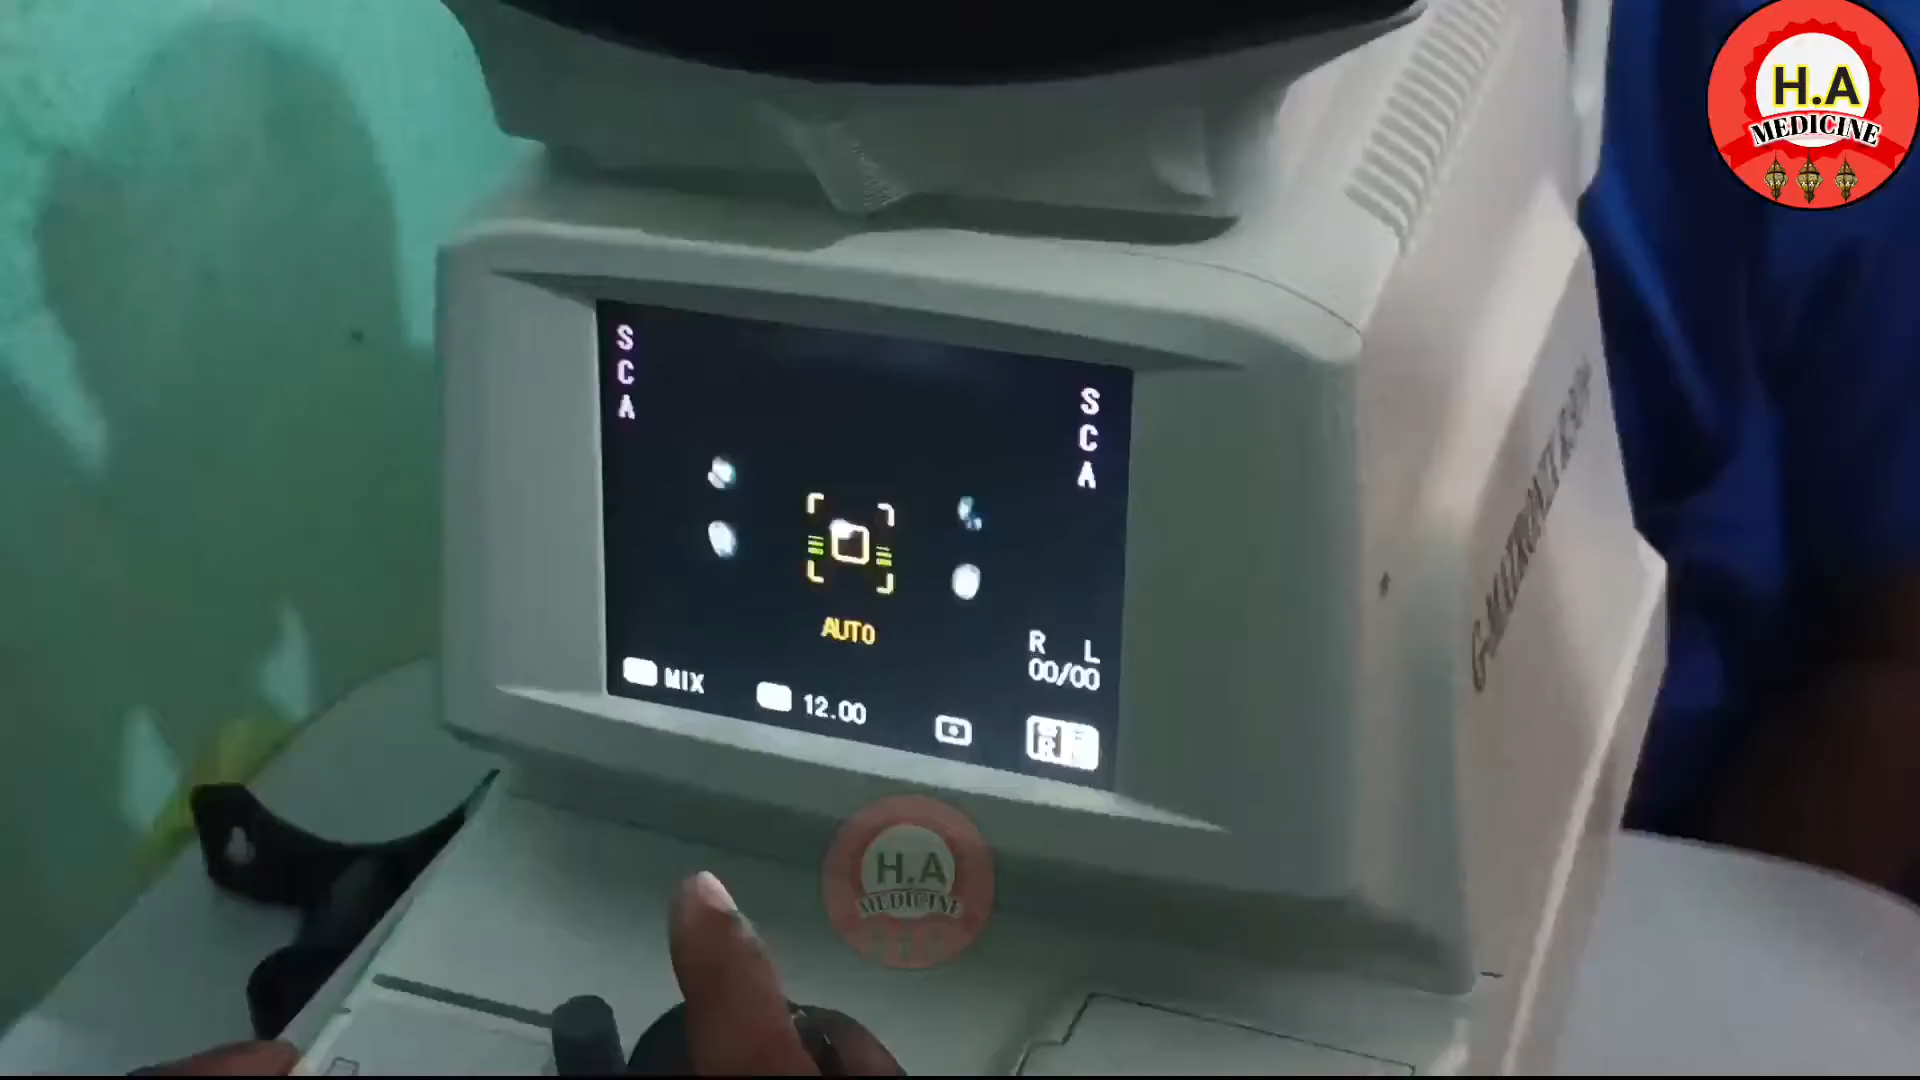 H.A
MEDICINE
S
C
A
S
C
A
AUTO
R L
00/00
MIX
12.00
R
H.A
MEDICINE